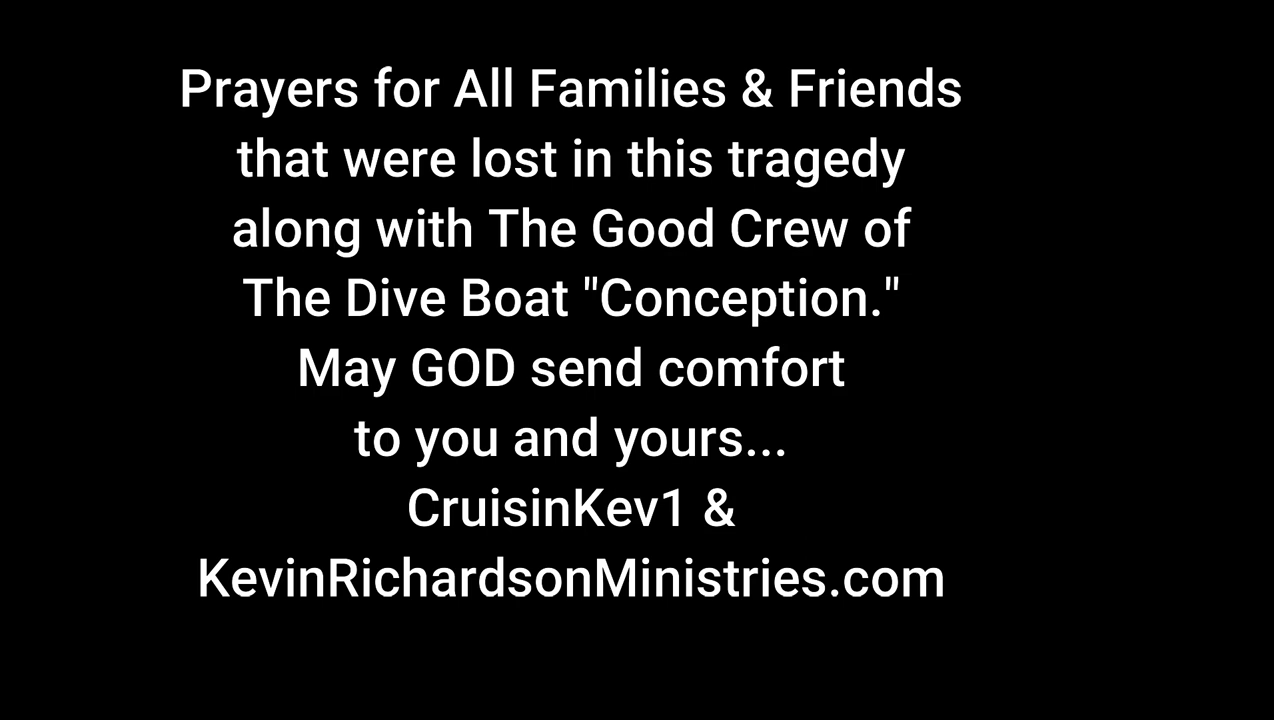 Prayers for All Families & Friends
that were lost in this tragedy
along with The Good Crew of
The Dive Boat "Conception."
May GOD send comfort
to you and yours...
CruisinKev1 &
KevinRichardsonMinistries.com